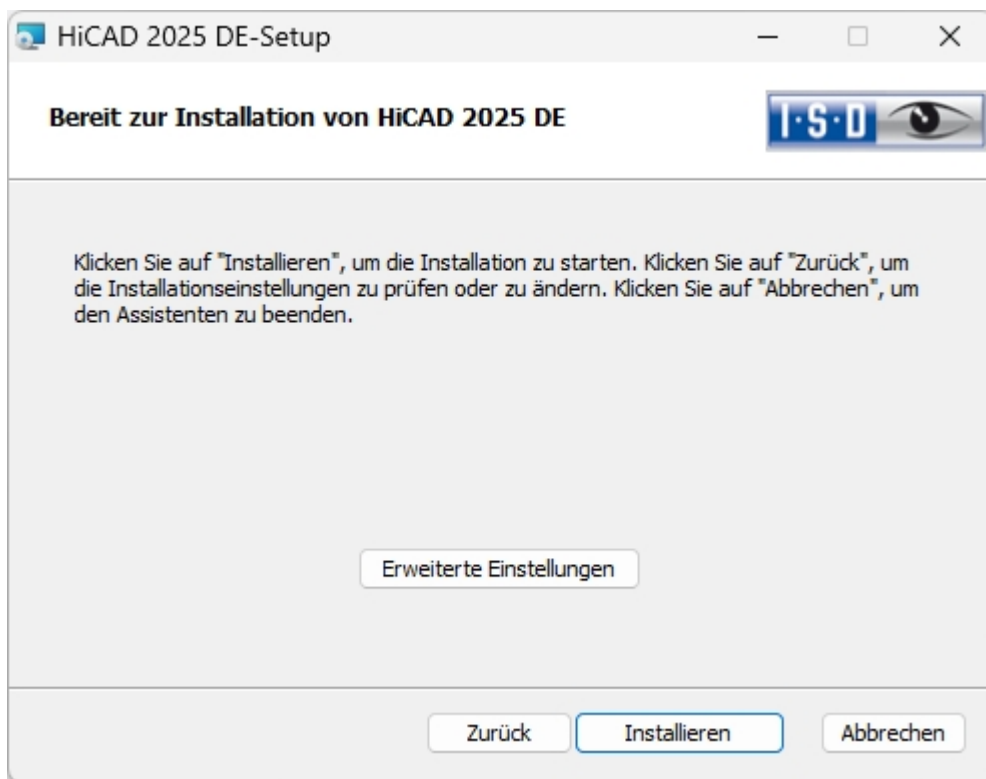 HiCAD 2025 DE-Setup
Bereit zur Installation von HiCAD 2025 DE
I·S·D
Klicken Sie auf "Installieren", um die Installation zu starten. Klicken Sie auf "Zurück", um
die Installationseinstellungen zu prüfen oder zu ändern. Klicken Sie auf "Abbrechen", um
den Assistenten zu beenden.
Erweiterte Einstellungen
Zurück Installieren Abbrechen